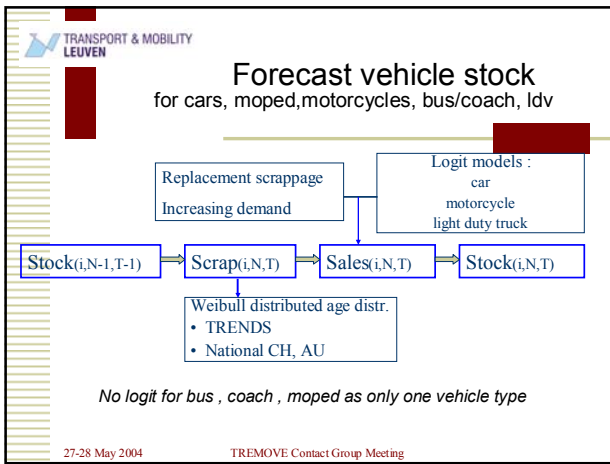 TRANSPORT & MOBILITY
LEUVEN
Forecast vehicle stock
for cars, moped,motorcycles, bus/coach, ldv
Replacement scrappage
Increasing demand
Logit models :
car
motorcycle
light duty truck
Stock(i,N-1,T-1)
Scrap(i,N,T)
Sales(i,N,T)
Stock(i,N,T)
Weibull distributed age distr.
• TRENDS
• National CH, AU
No logit for bus , coach , moped as only one vehicle type
27-28 May 2004
TREMOVE Contact Group Meeting